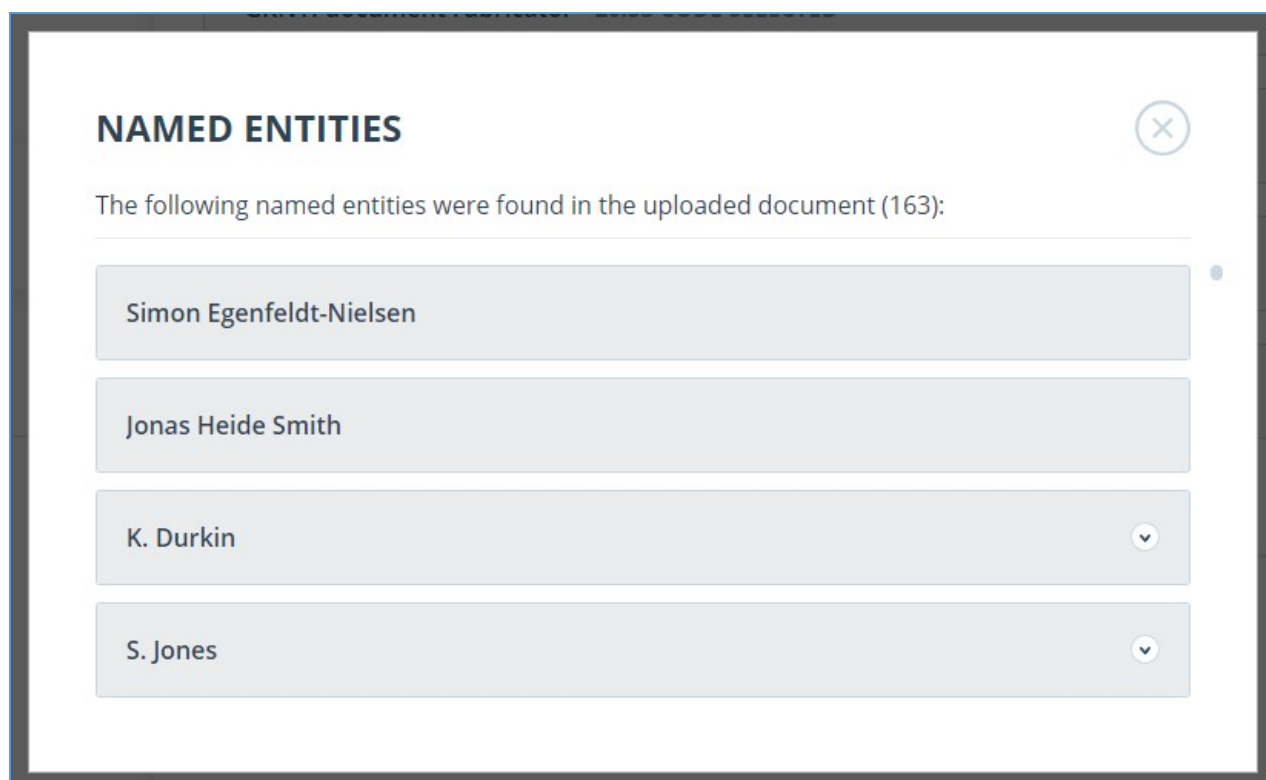 NAMED ENTITIES
The following named entities were found in the uploaded document (163):
Simon Egenfeldt-Nielsen
Jonas Heide Smith
K. Durkin
S. Jones